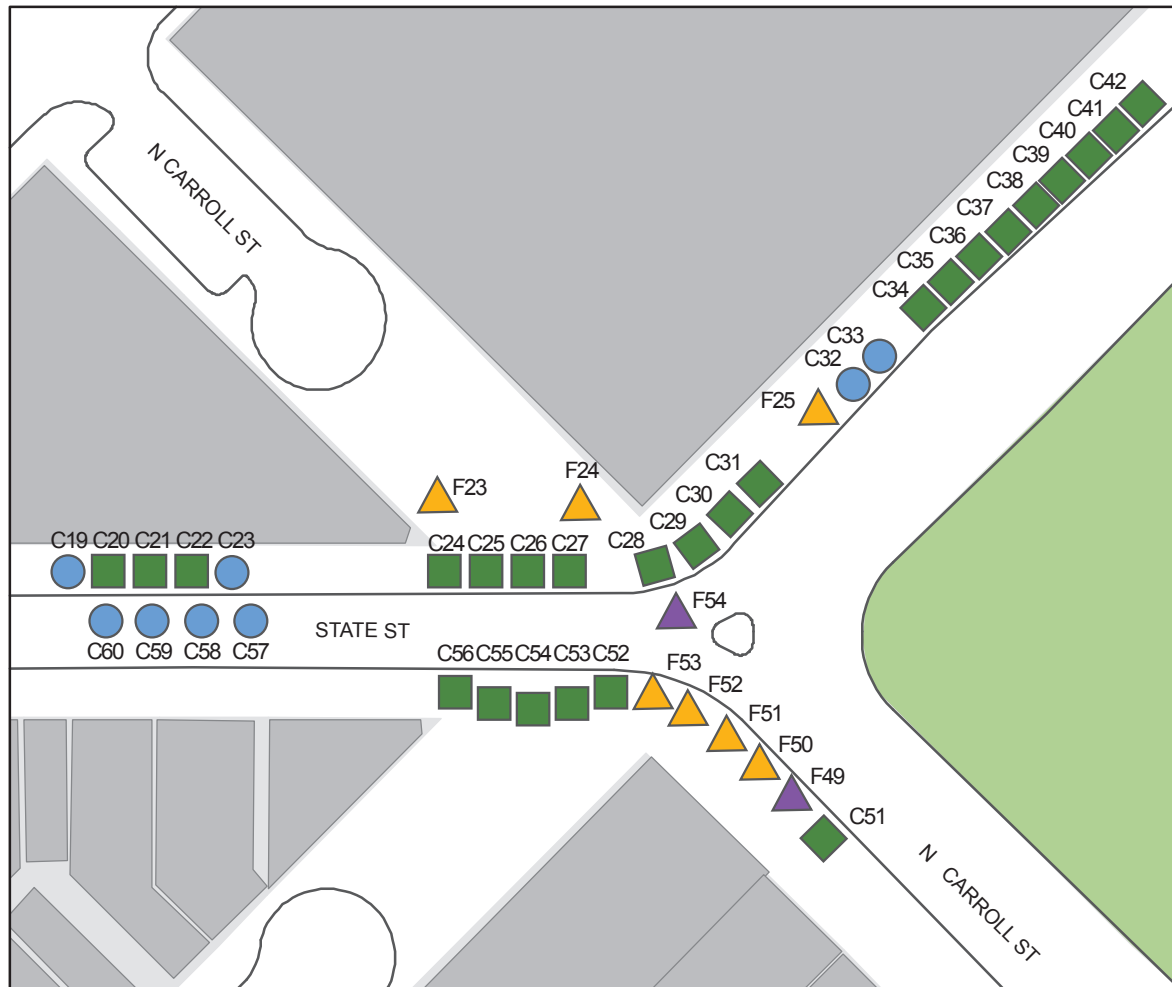 C42
C41
C40
C39
C38
C37
C36
C35
C34
C33
C32
F25
N CARROLL ST
C31
C30
C29
C28
F24
F23
C19 C20 C21 C22 C23
C24 C25 C26 C27
F54
STATE ST
C60 C59 C58 C57
C56 C55 C54 C53 C52
F53
F52
F51
F50
F49
C51
N CARROLL ST